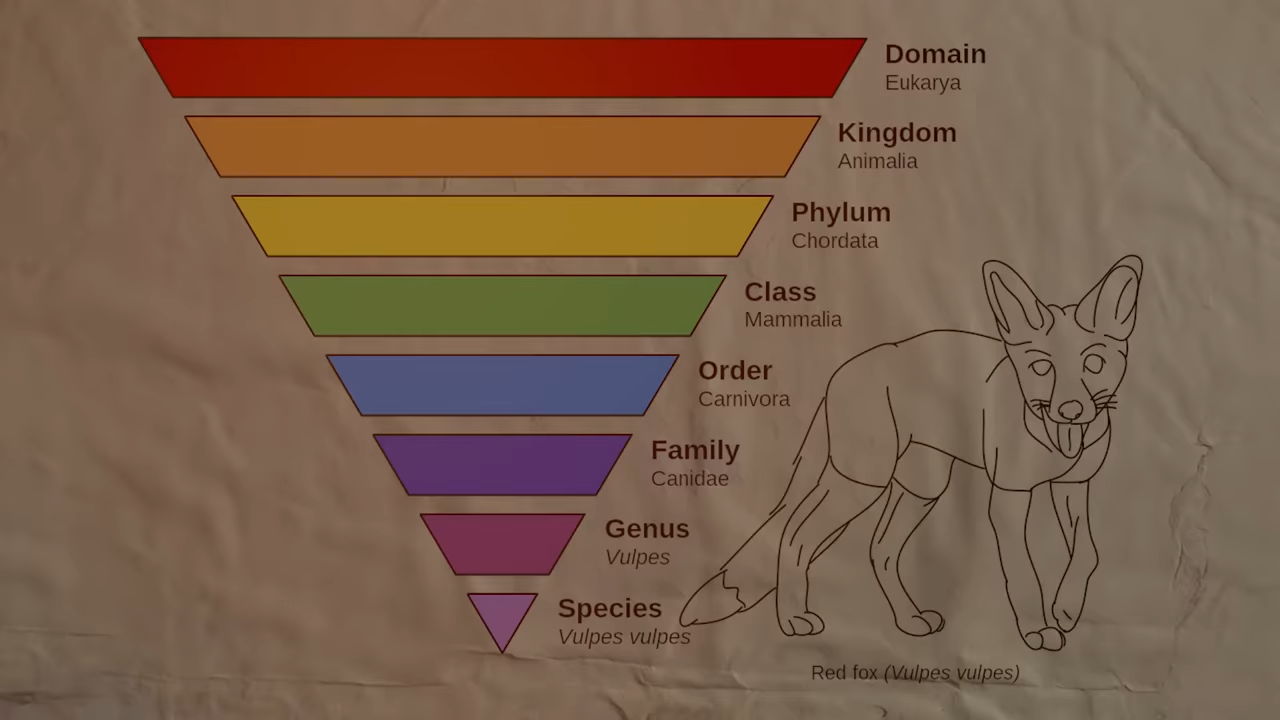 Domain
Eukarya
Kingdom
Animalia
Phylum
Chordata
Class
Mammalia
Order
Carnivora
Family
Canidae
Genus
Vulpes
Species
Vulpes vulpes
Red fox (Vulpes vulpes)